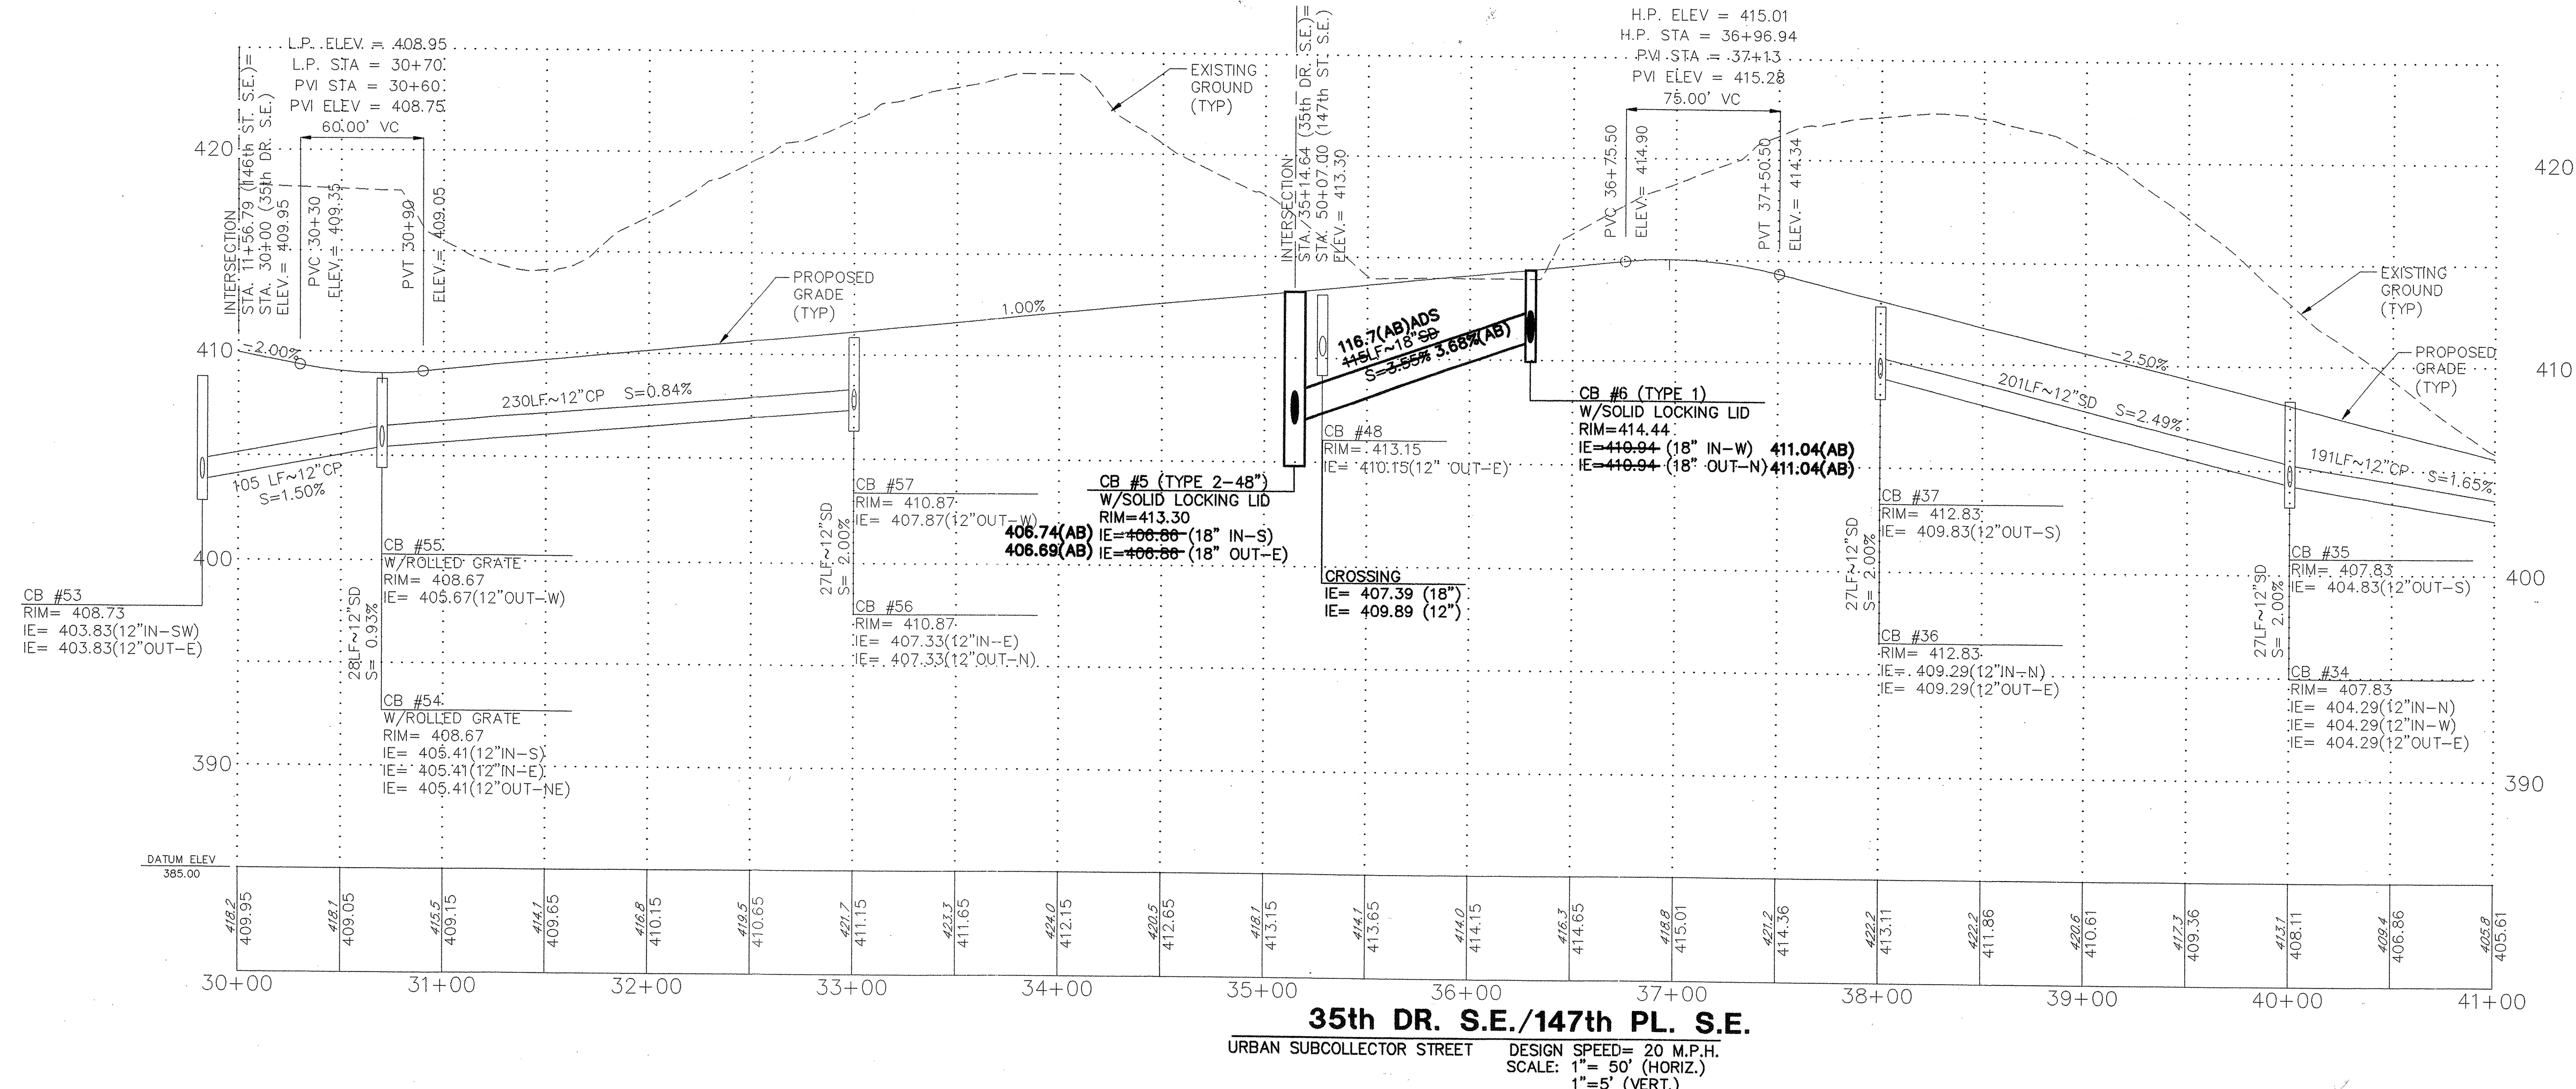 L.P. ELEV = 408.95
L.P. STA = 30+70
PVI STA = 30+60
PVI ELEV = 408.75
60.00' VC
INTERSECTION
STA. 11+56.79 (146th ST. S.E.)=
STA. 30+00 (35th DR. S.E.)
ELEV.= 409.95
PVC 30+30
ELEV.= 409.35
PVT 30+90
ELEV.= 409.05
420
410
400
390
-2.00%
EXISTING
GROUND
(TYP)
PROPOSED
GRADE
(TYP)
1.00%
INTERSECTION
STA. 35+14.64 (35th DR. S.E.)=
STA. 50+07.00 (147th ST. S.E.)
ELEV.= 413.30
H.P. ELEV = 415.01
H.P. STA = 36+96.94
PVI STA = 37+13
PVI ELEV = 415.28
75.00' VC
PVC 36+75.50
ELEV.= 414.90
PVT 37+50.50
ELEV.= 414.34
EXISTING
GROUND
(TYP)
PROPOSED
GRADE
(TYP)
-2.50%
420
410
400
390
105 LF~12"CP
S=1.50%
230LF~12"CP S=0.84%
116.7(AB)ADS
115LF~18"SD
S=3.55% 3.68%(AB)
201LF~12"SD S=2.49%
191LF~12"CP S=1.65%
CB #53
RIM= 408.73
IE= 403.83(12"IN-SW)
IE= 403.83(12"OUT-E)
CB #55
W/ROLLED GRATE
RIM= 408.67
IE= 405.67(12"OUT-W)
28LF~12"SD
S= 0.93%
CB #54
W/ROLLED GRATE
RIM= 408.67
IE= 405.41(12"IN-S)
IE= 405.41(12"IN-E)
IE= 405.41(12"OUT-NE)
CB #57
RIM= 410.87
IE= 407.87(12"OUT-W)
27LF~12"SD
S= 2.00%
CB #56
RIM= 410.87
IE= 407.33(12"IN-E)
IE= 407.33(12"OUT-N)
CB #5 (TYPE 2-48")
W/SOLID LOCKING LID
RIM=413.30
406.74(AB) IE=406.86 (18" IN-S)
406.69(AB) IE=406.86 (18" OUT-E)
CB #48
RIM= 413.15
IE= 410.15(12" OUT-E)
CROSSING
IE= 407.39 (18")
IE= 409.89 (12")
CB #6 (TYPE 1)
W/SOLID LOCKING LID
RIM=414.44
IE=410.94 (18" IN-W) 411.04(AB)
IE=410.94 (18" OUT-N) 411.04(AB)
CB #37
RIM= 412.83
IE= 409.83(12"OUT-S)
27LF~12"SD
S= 2.00%
CB #36
RIM= 412.83
IE= 409.29(12"IN-N)
IE= 409.29(12"OUT-E)
CB #35
RIM= 407.83
IE= 404.83(12"OUT-S)
27LF~12"SD
S= 2.00%
CB #34
RIM= 407.83
IE= 404.29(12"IN-N)
IE= 404.29(12"IN-W)
IE= 404.29(12"OUT-E)
DATUM ELEV
385.00
418.2 409.95
418.1 409.05
415.5 409.15
414.1 409.65
416.8 410.15
419.5 410.65
421.7 411.15
423.3 411.65
424.0 412.15
420.5 412.65
418.1 413.15
414.1 413.65
414.0 414.15
416.3 414.65
418.8 415.01
421.2 414.36
422.2 413.11
422.2 411.86
420.6 410.61
417.3 409.36
413.1 408.11
409.4 406.86
405.8 405.61
30+00 31+00 32+00 33+00 34+00 35+00 36+00 37+00 38+00 39+00 40+00 41+00
35th DR. S.E./147th PL. S.E.
URBAN SUBCOLLECTOR STREET DESIGN SPEED= 20 M.P.H.
SCALE: 1"= 50' (HORIZ.)
1"=5' (VERT.)